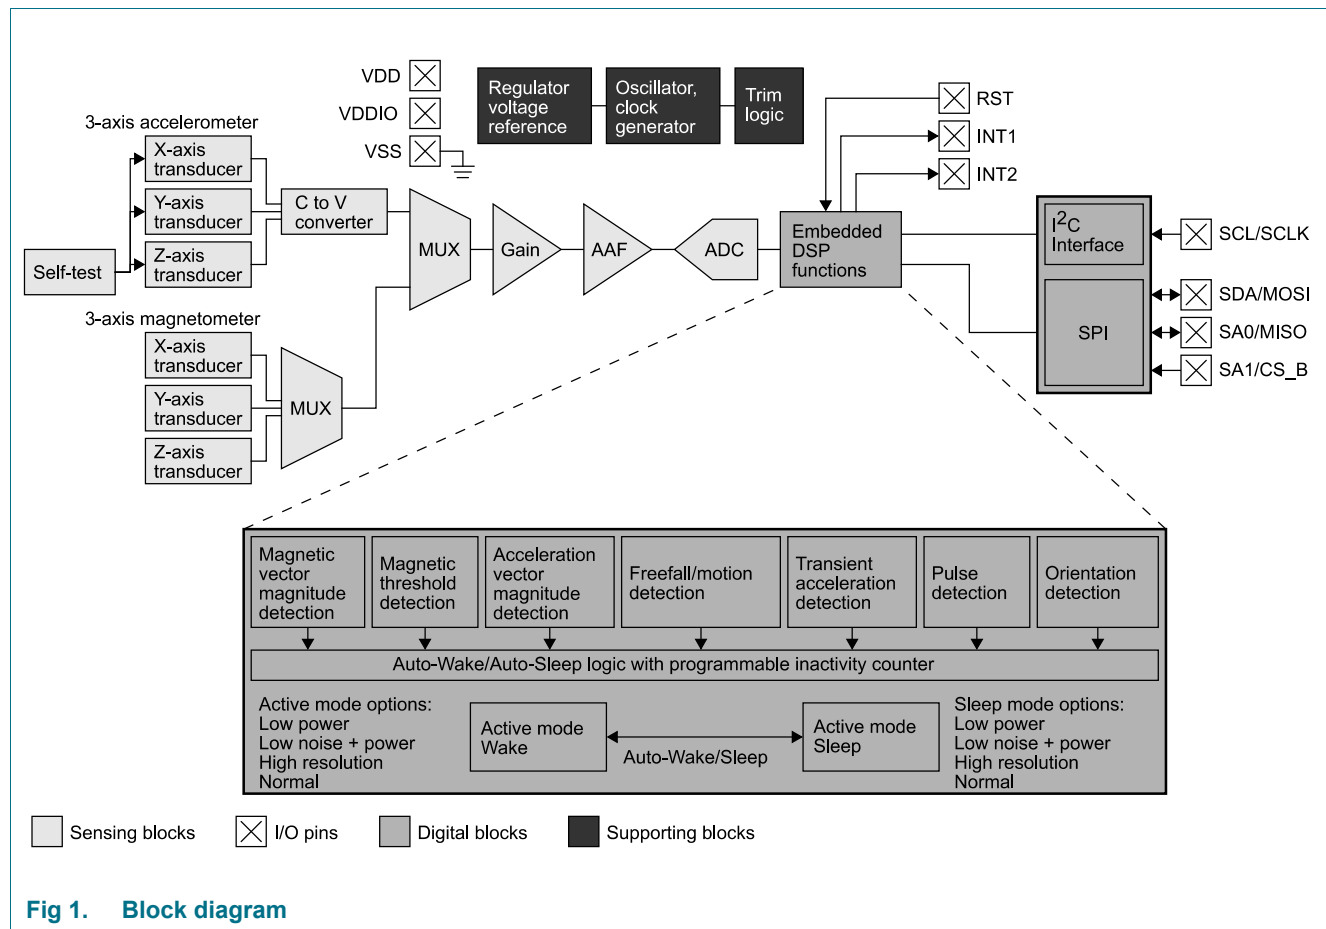 VDD
VDDIO
VSS
Regulator
voltage
reference
Oscillator,
clock
generator
Trim
logic
RST
INT1
INT2
3-axis accelerometer
X-axis
transducer
Y-axis
transducer
Z-axis
transducer
Self-test
C to V
converter
MUX
Gain
AAF
ADC
Embedded
DSP
functions
I2C
Interface
SPI
SCL/SCLK
SDA/MOSI
SA0/MISO
SA1/CS_B
3-axis magnetometer
X-axis
transducer
Y-axis
transducer
Z-axis
transducer
MUX
Magnetic
vector
magnitude
detection
Magnetic
threshold
detection
Acceleration
vector
magnitude
detection
Freefall/motion
detection
Transient
acceleration
detection
Pulse
detection
Orientation
detection
Auto-Wake/Auto-Sleep logic with programmable inactivity counter
Active mode options:
Low power
Low noise + power
High resolution
Normal
Active mode
Wake
Auto-Wake/Sleep
Active mode
Sleep
Sleep mode options:
Low power
Low noise + power
High resolution
Normal
Sensing blocks
I/O pins
Digital blocks
Supporting blocks
Fig 1. Block diagram